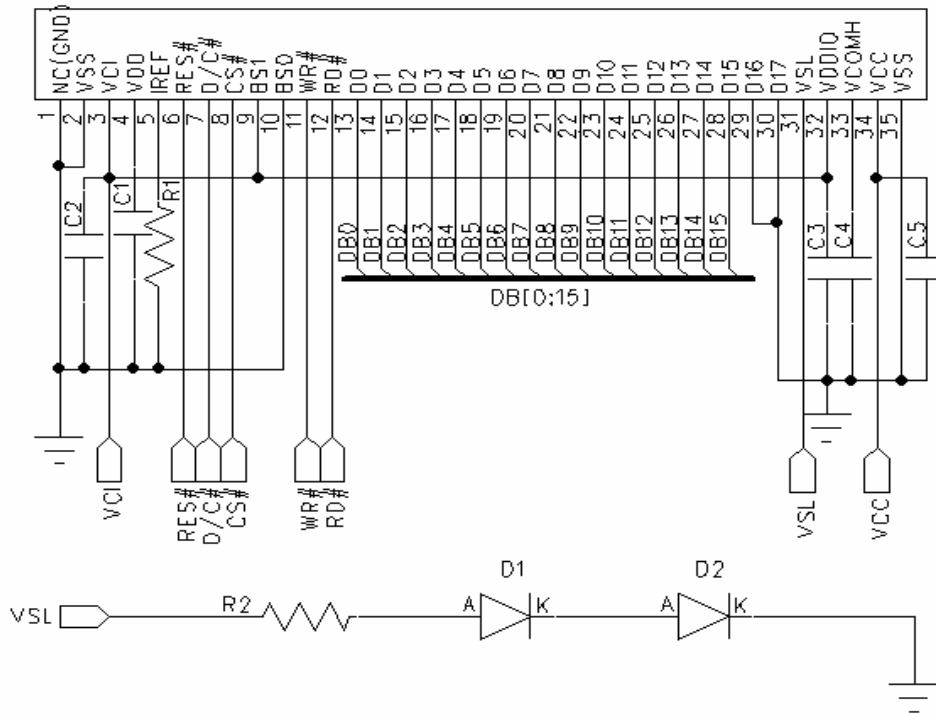 NC(GND) VSS VCI VDD IREF RES# D/C# CS# BS1 BS0 WR# RD# D0 D1 D2 D3 D4 D5 D6 D7 D8 D9 D10 D11 D12 D13 D14 D15 D16 D17 VSL VDDIO VCOMH VCC VSS
1 2 3 4 5 6 7 8 9 10 11 12 13 14 15 16 17 18 19 20 21 22 23 24 25 26 27 28 29 30 31 32 33 34 35
C2 C1 R1 C3 C4 C5
DB0 DB1 DB2 DB3 DB4 DB5 DB6 DB7 DB8 DB9 DB10 DB11 DB12 DB13 DB14 DB15
DB[0:15]
VCI RES# D/C# CS# WR# RD# VSL VCC
D1 D2
VSL R2 A K A K